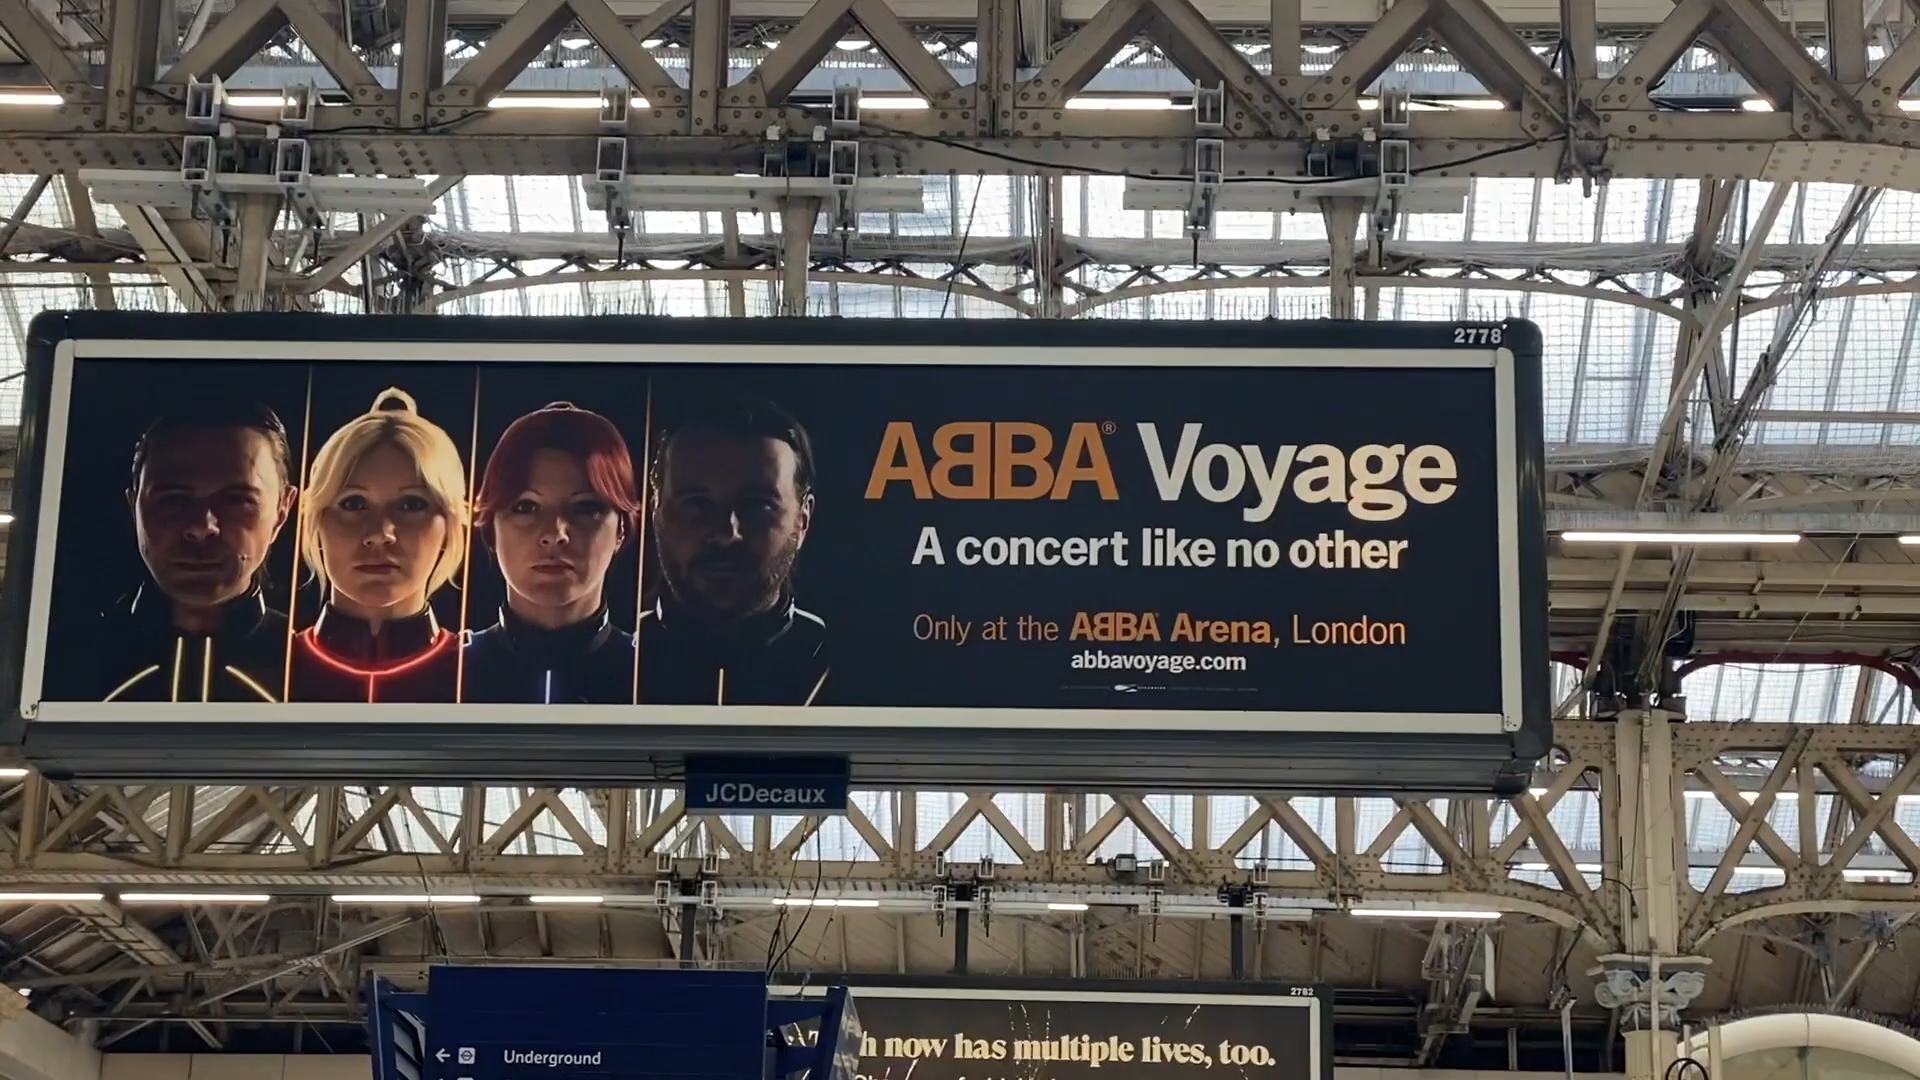 2778
ABBA® Voyage
A concert like no other
Only at the ABBA Arena, London
abbavoyage.com
JCDecaux
2782
now has multiple lives, too.
← Underground